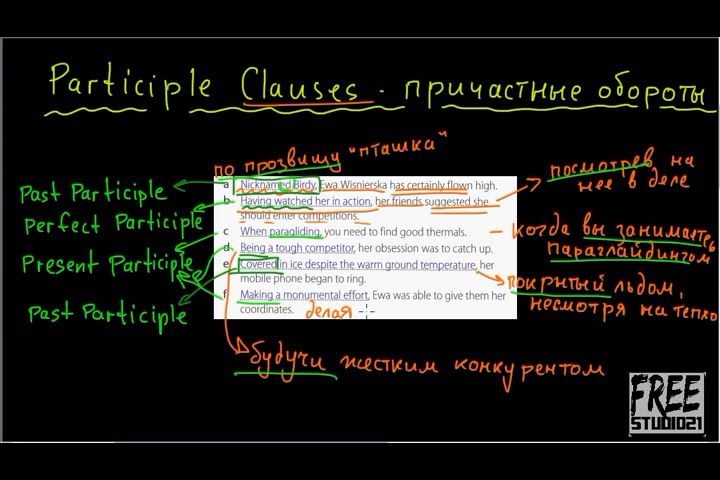 Participle Clauses - причастные обороты
по прозвищу "пташка"
Past Participle
Perfect Participle
Present Participle
Past Participle
a Nicknamed Birdy, Ewa Wisnierska has certainly flown high.
b Having watched her in action, her friends suggested she
should enter competitions.
c When paragliding, you need to find good thermals.
d Being a tough competitor, her obsession was to catch up.
e Covered in ice despite the warm ground temperature, her
mobile phone began to ring.
f Making a monumental effort, Ewa was able to give them her
coordinates.
делая
посмотрев на
нее в деле
- когда вы занимаетесь
параглайдингом
покрытый льдом,
несмотря на тепло
будучи жестким конкурентом
FREE
STUDIO21